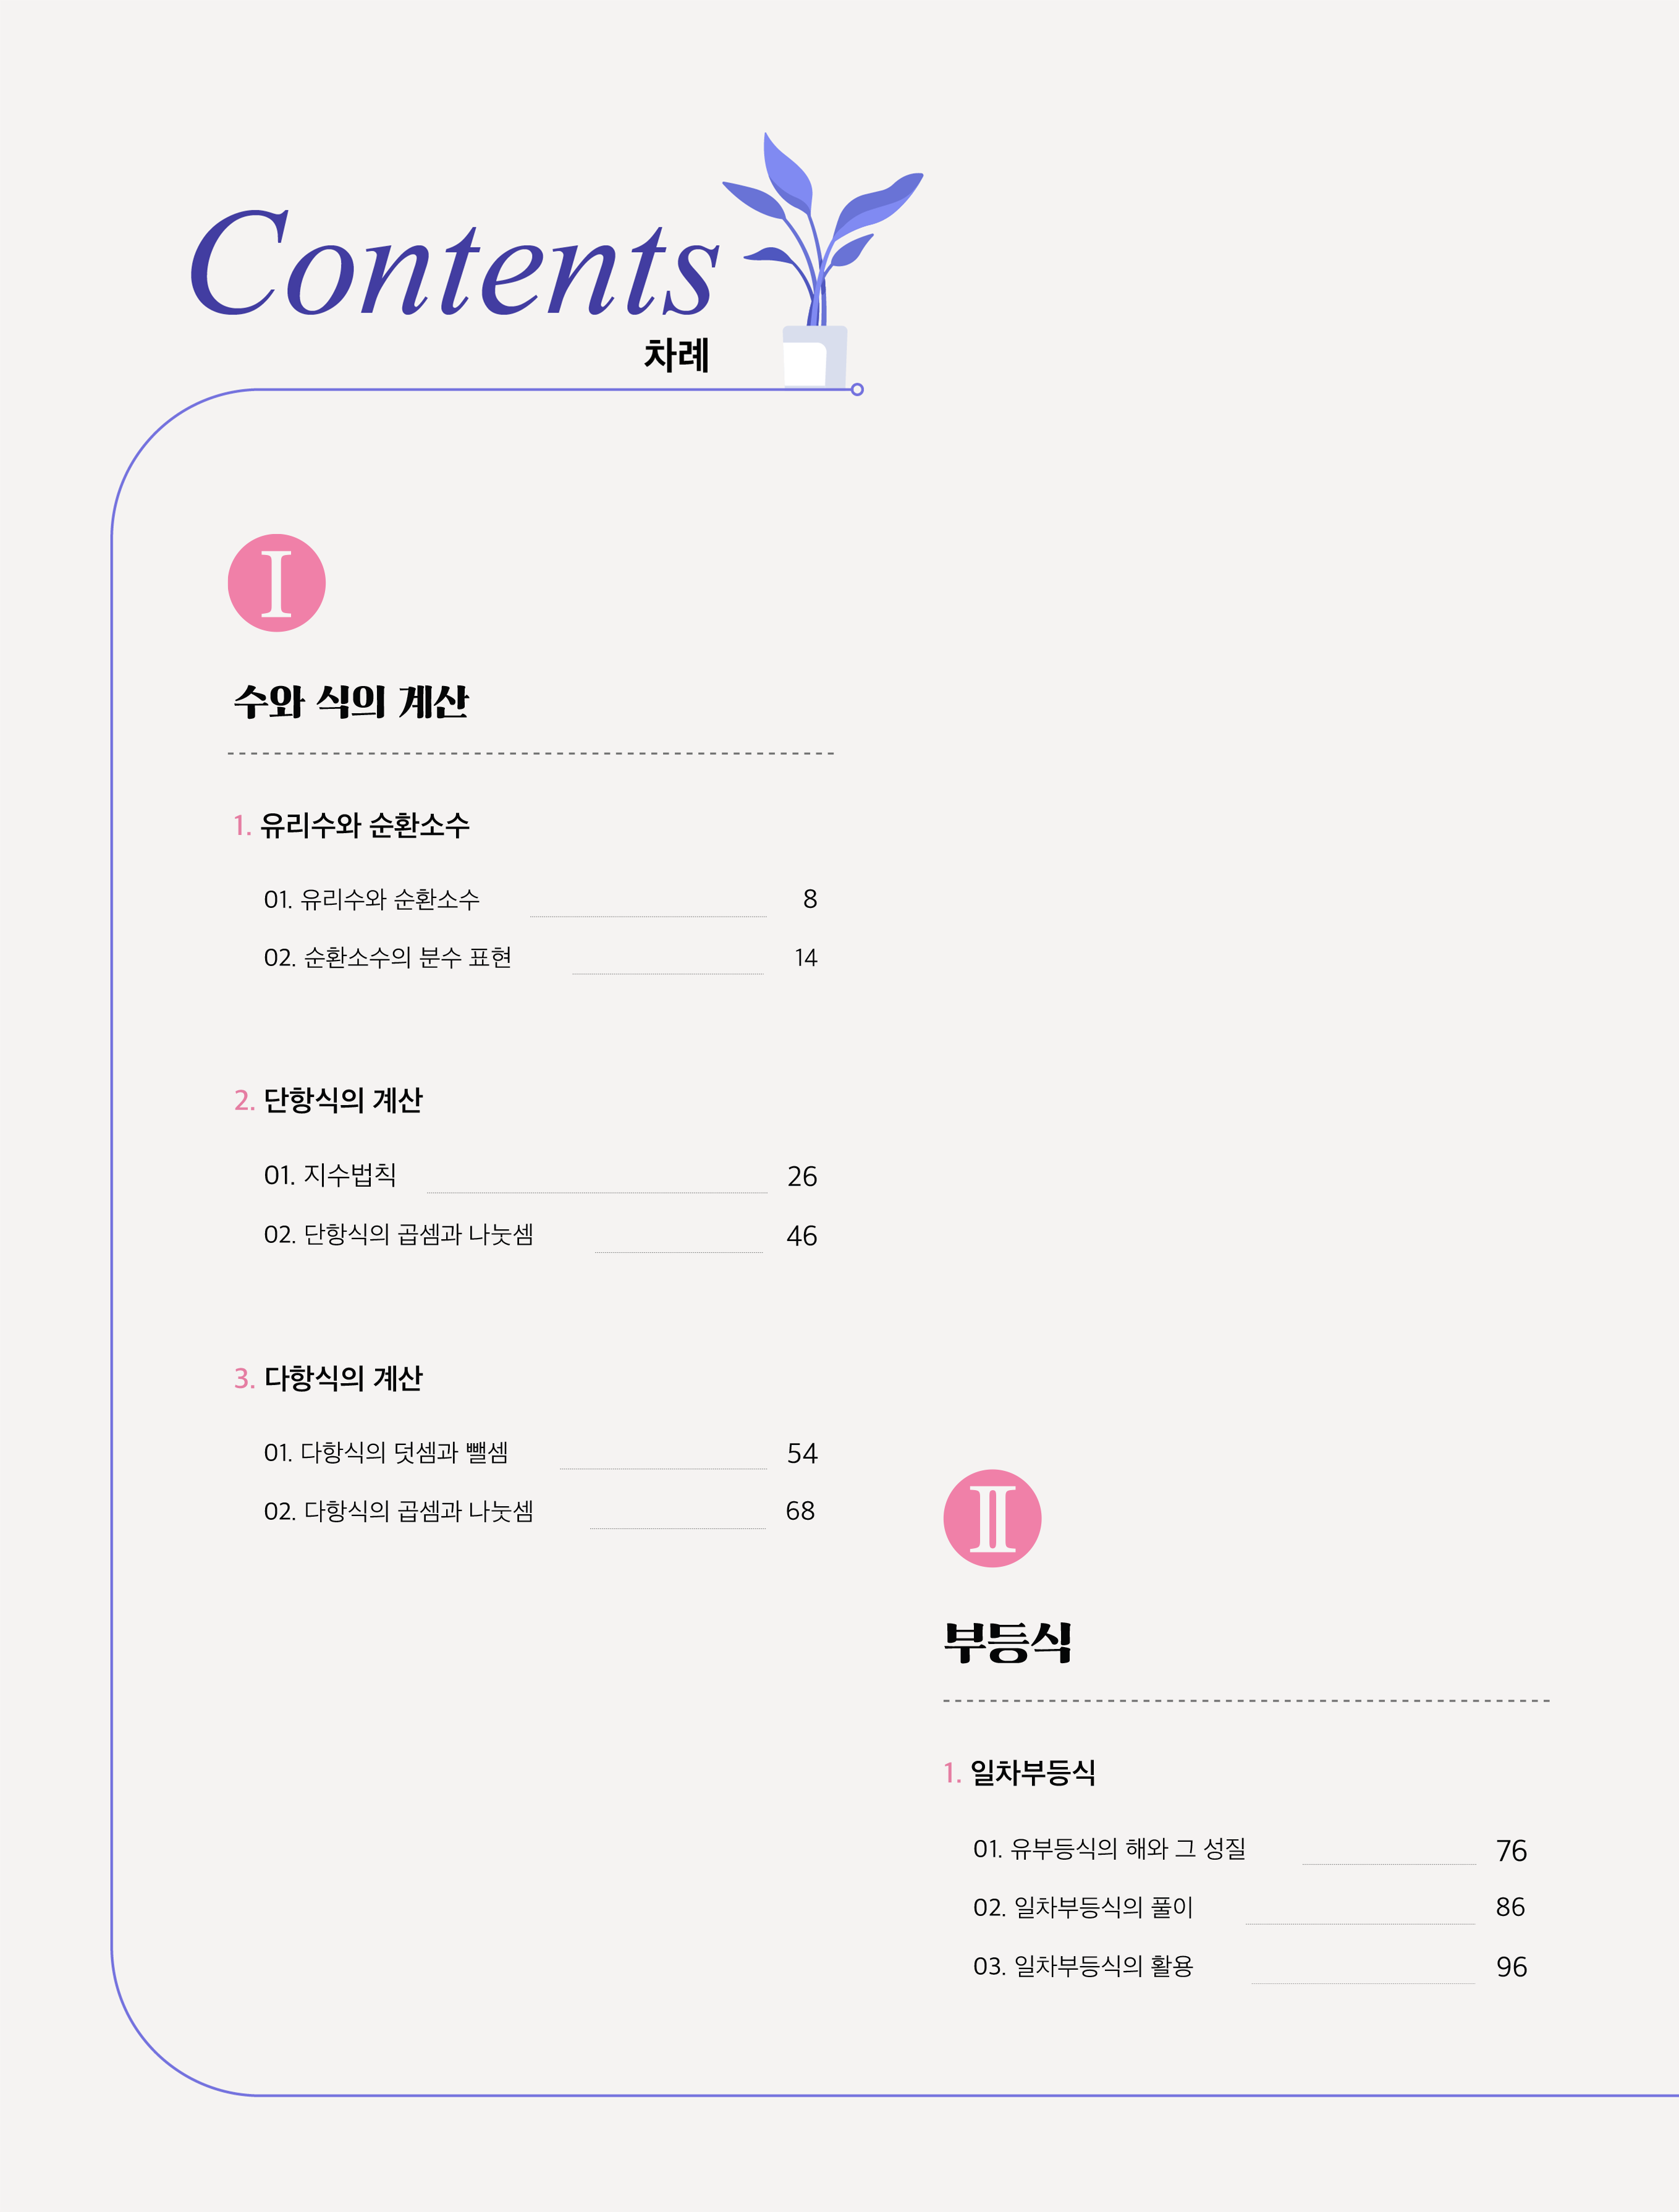 Contents
차례
I
수와 식의 계산
1. 유리수와 순환소수
01. 유리수와 순환소수 8
02. 순환소수의 분수 표현 14
2. 단항식의 계산
01. 지수법칙 26
02. 단항식의 곱셈과 나눗셈 46
3. 다항식의 계산
01. 다항식의 덧셈과 뺄셈 54
02. 다항식의 곱셈과 나눗셈 68
II
부등식
1. 일차부등식
01. 유부등식의 해와 그 성질 76
02. 일차부등식의 풀이 86
03. 일차부등식의 활용 96